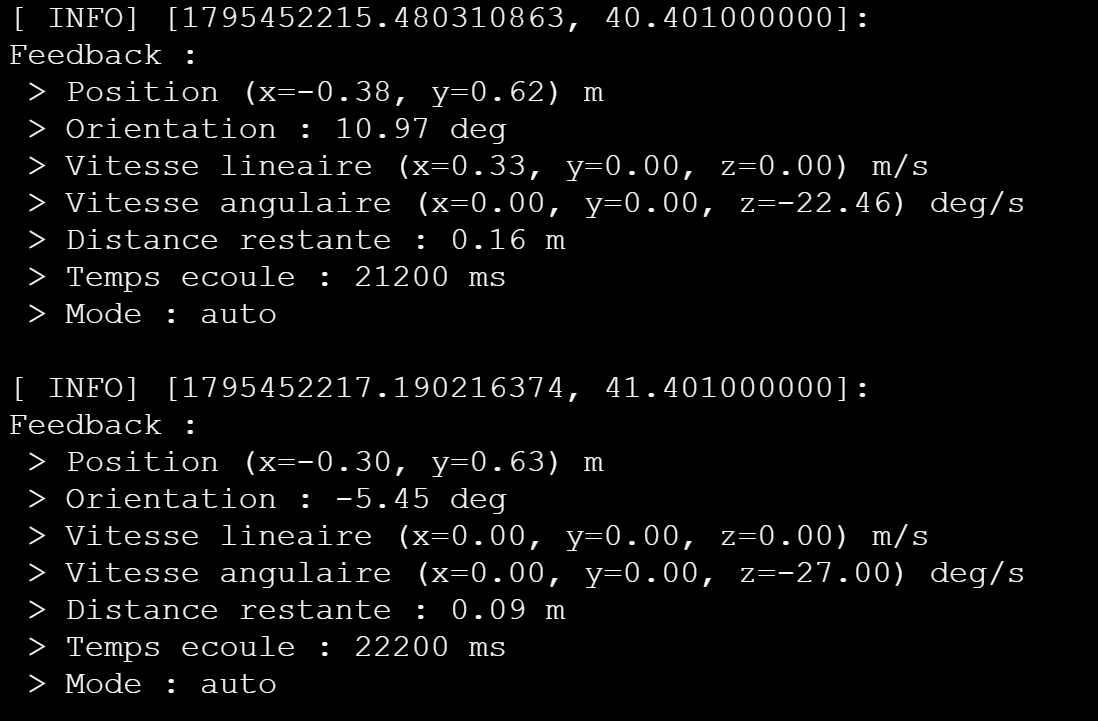 [ INFO] [1795452215.480310863, 40.401000000]:
Feedback :
 > Position (x=-0.38, y=0.62) m
 > Orientation : 10.97 deg
 > Vitesse lineaire (x=0.33, y=0.00, z=0.00) m/s
 > Vitesse angulaire (x=0.00, y=0.00, z=-22.46) deg/s
 > Distance restante : 0.16 m
 > Temps ecoule : 21200 ms
 > Mode : auto

[ INFO] [1795452217.190216374, 41.401000000]:
Feedback :
 > Position (x=-0.30, y=0.63) m
 > Orientation : -5.45 deg
 > Vitesse lineaire (x=0.00, y=0.00, z=0.00) m/s
 > Vitesse angulaire (x=0.00, y=0.00, z=-27.00) deg/s
 > Distance restante : 0.09 m
 > Temps ecoule : 22200 ms
 > Mode : auto